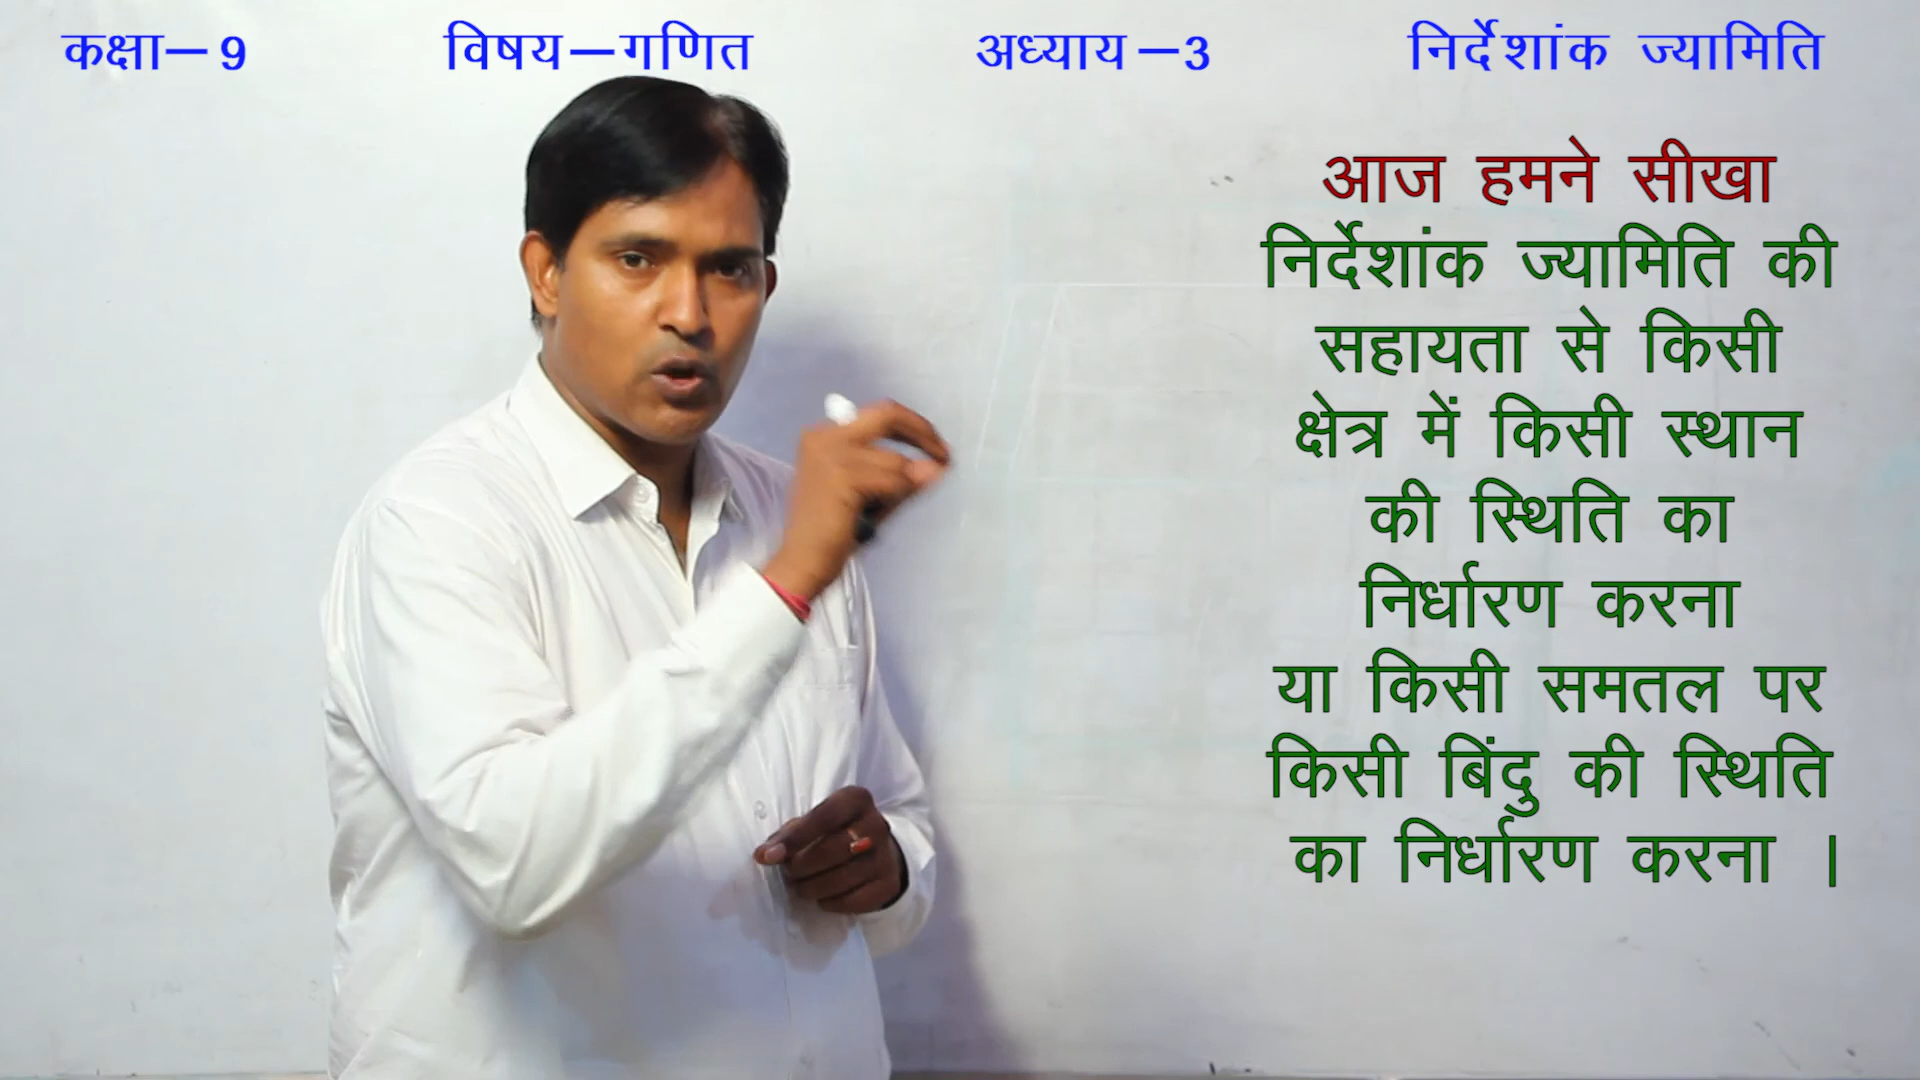 कक्षा–9 विषय–गणित अध्याय–3 निर्देशांक ज्यामिति
आज हमने सीखा
निर्देशांक ज्यामिति की
सहायता से किसी
क्षेत्र में किसी स्थान
की स्थिति का
निर्धारण करना
या किसी समतल पर
किसी बिंदु की स्थिति
का निर्धारण करना ।